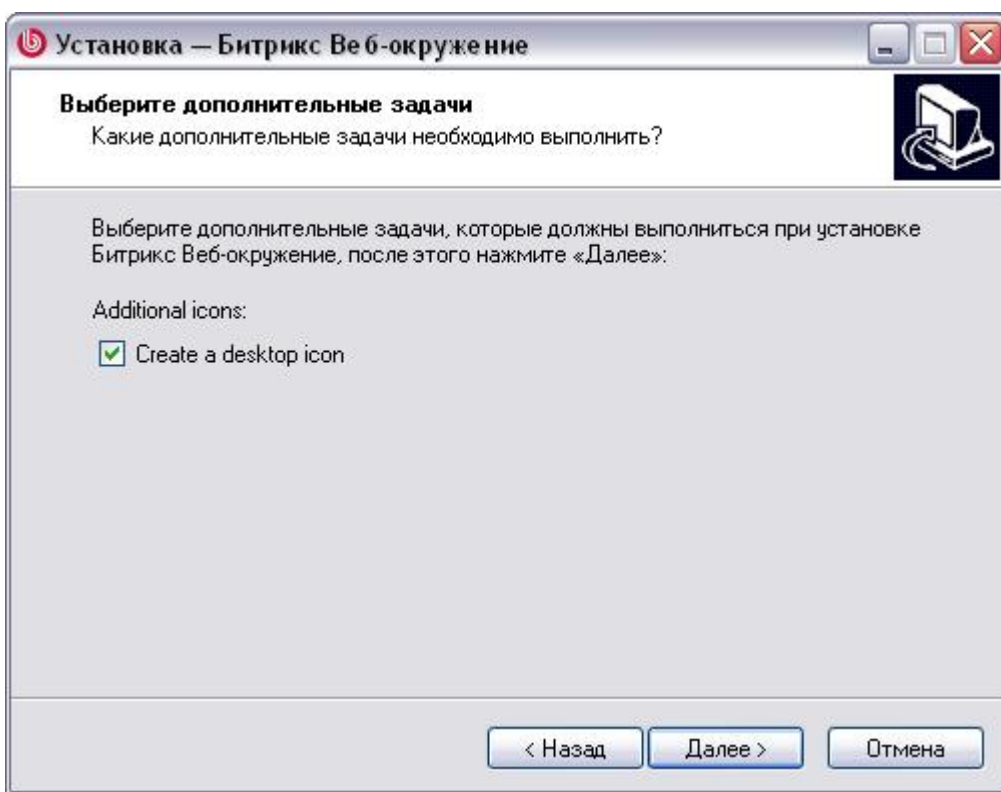 Установка — Битрикс Веб-окружение
Выберите дополнительные задачи
Какие дополнительные задачи необходимо выполнить?
Выберите дополнительные задачи, которые должны выполниться при установке
Битрикс Веб-окружение, после этого нажмите «Далее»:
Additional icons:
Create a desktop icon
< Назад Далее > Отмена